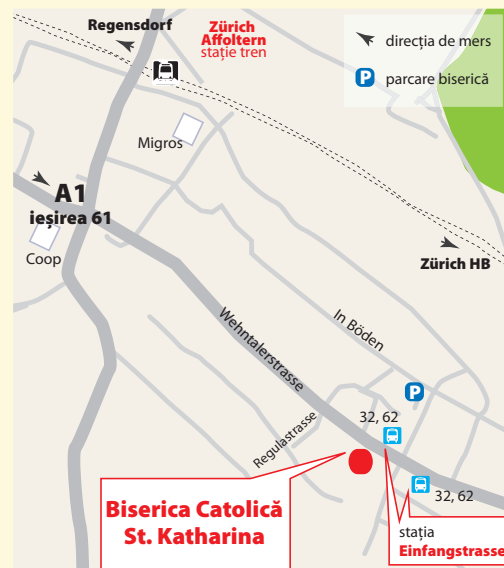 Regensdorf
Zürich
Affoltern
stație tren
direcția de mers
P parcare biserică
Migros
A1
ieșirea 61
Coop
Zürich HB
Wehntalerstrasse
In Böden
P
Regulastrasse
32, 62
32, 62
Biserica Catolică
St. Katharina
stația
Einfangstrasse